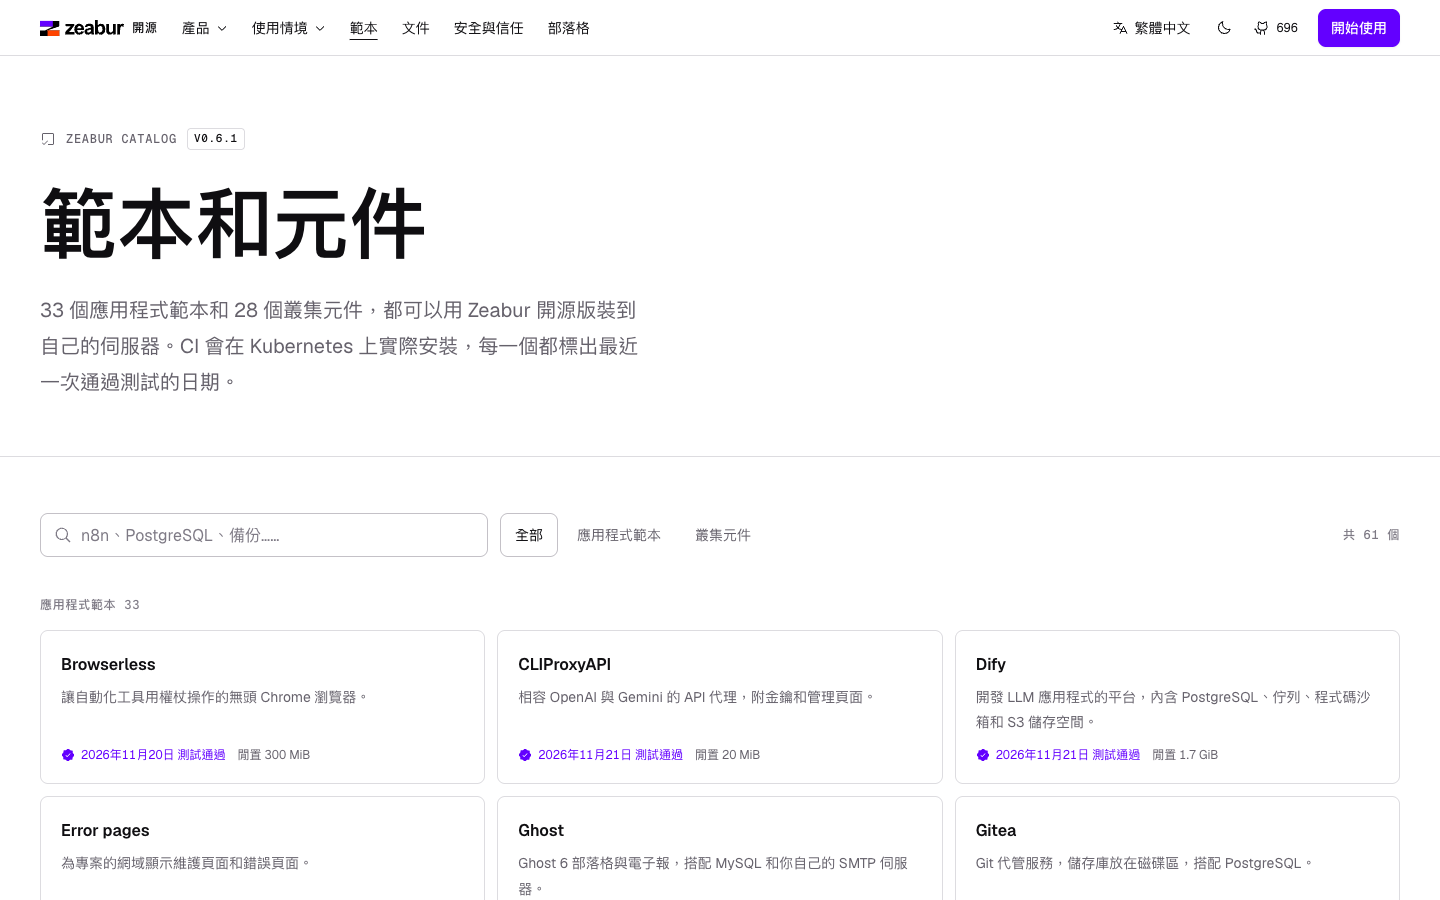 zeabur 開源 產品 使用情境 範本 文件 安全與信任 部落格 繁體中文 696 開始使用
ZEABUR CATALOG V0.6.1
範本和元件
33 個應用程式範本和 28 個叢集元件，都可以用 Zeabur 開源版裝到
自己的伺服器。CI 會在 Kubernetes 上實際安裝，每一個都標出最近
一次通過測試的日期。
n8n、PostgreSQL、備份…… 全部 應用程式範本 叢集元件 共 61 個
應用程式範本 33
Browserless
讓自動化工具用權杖操作的無頭 Chrome 瀏覽器。
2026年11月20日 測試通過 閒置 300 MiB
CLIProxyAPI
相容 OpenAI 與 Gemini 的 API 代理，附金鑰和管理頁面。
2026年11月21日 測試通過 閒置 20 MiB
Dify
開發 LLM 應用程式的平台，內含 PostgreSQL、佇列、程式碼沙
箱和 S3 儲存空間。
2026年11月21日 測試通過 閒置 1.7 GiB
Error pages
為專案的網域顯示維護頁面和錯誤頁面。
Ghost
Ghost 6 部落格與電子報，搭配 MySQL 和你自己的 SMTP 伺服
器。
Gitea
Git 代管服務，儲存庫放在磁碟區，搭配 PostgreSQL。